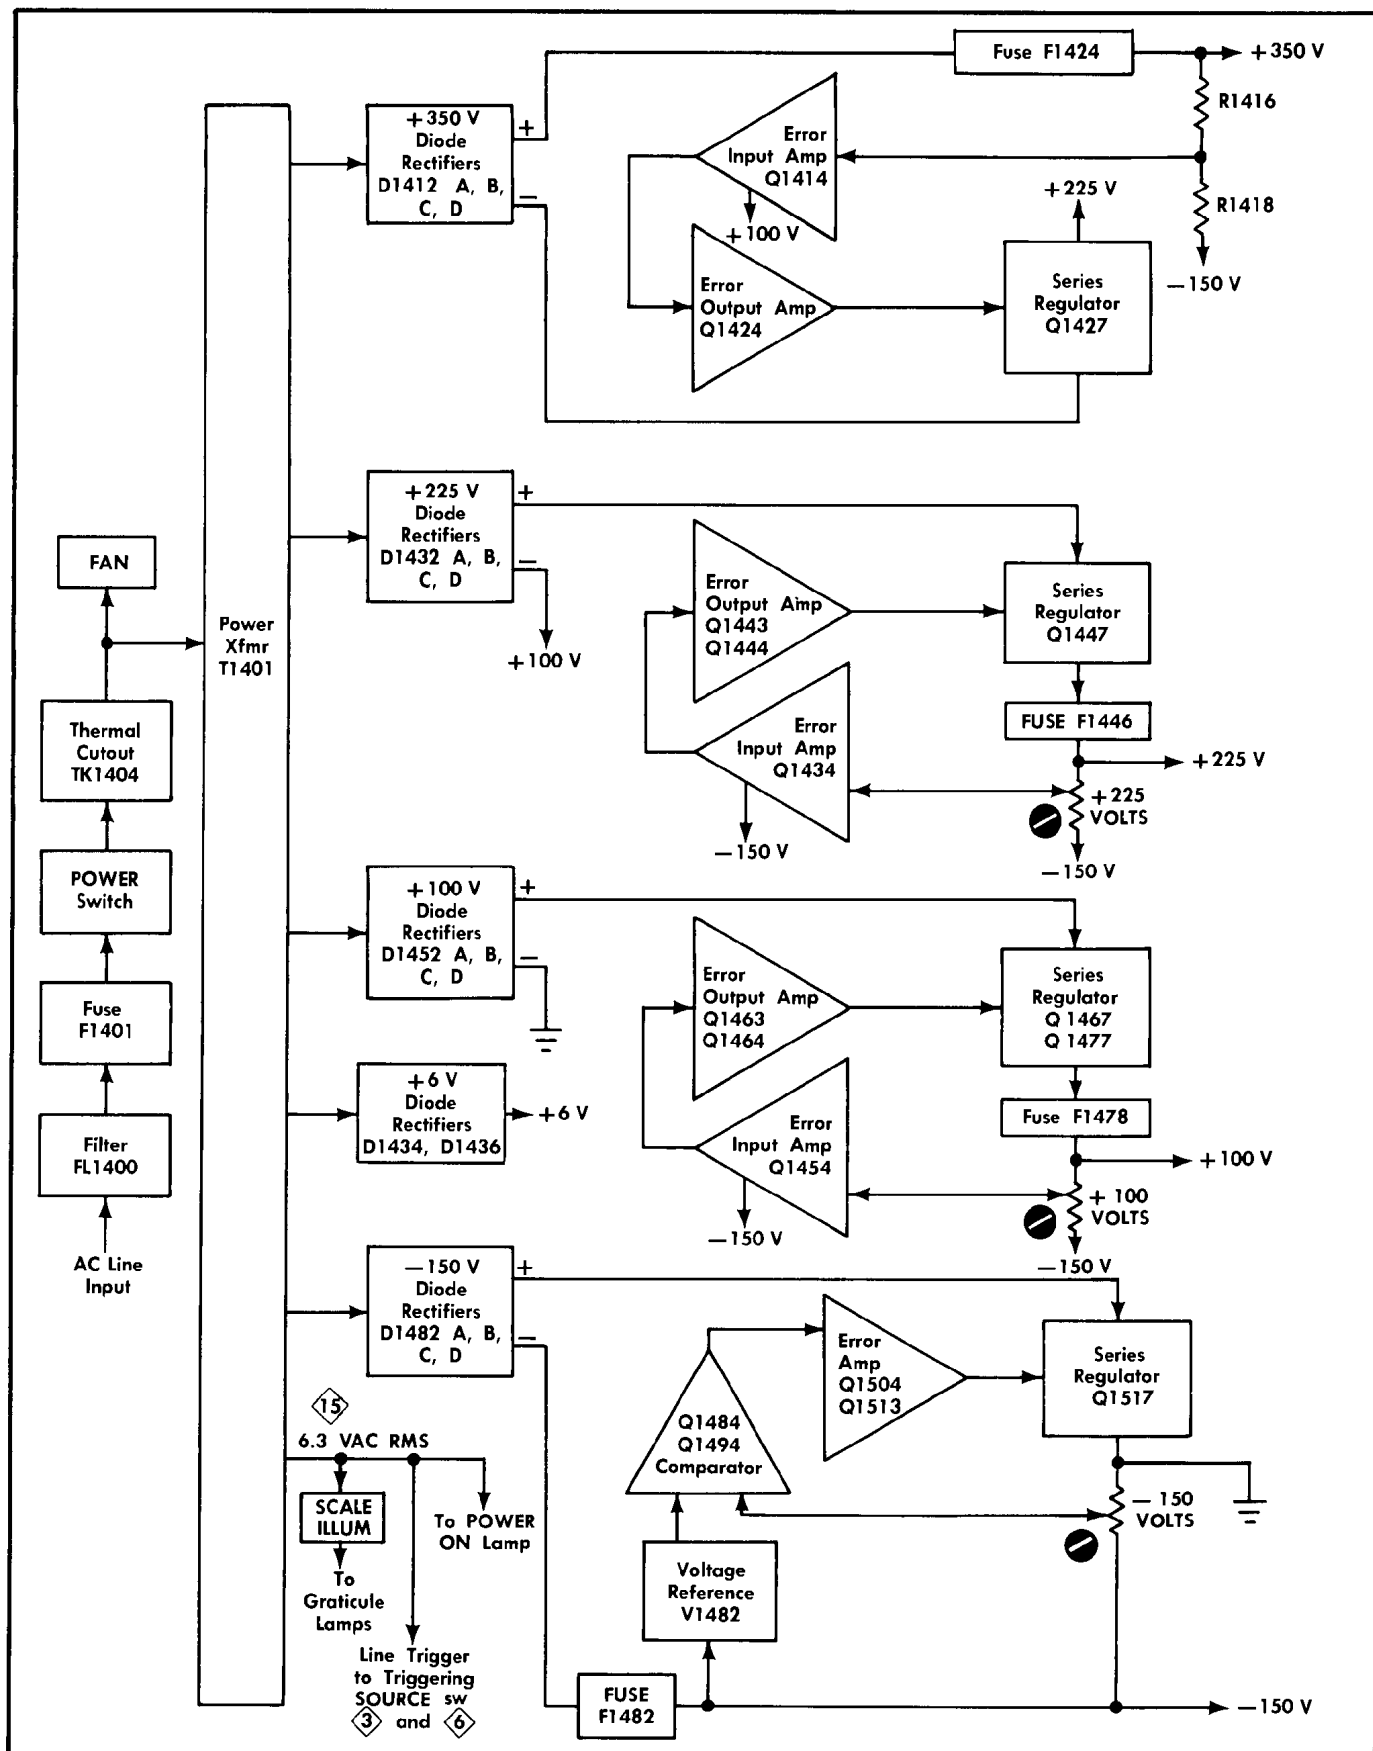 Fuse F1424
+350 V
R1416
+350 V
Diode
Rectifiers
D1412 A, B,
C, D
+
−
Error
Input Amp
Q1414
+100 V
+225 V
R1418
−150 V
Error
Output Amp
Q1424
Series
Regulator
Q1427
+225 V
Diode
Rectifiers
D1432 A, B,
C, D
+
−
+100 V
FAN
Power
Xfmr
T1401
Error
Output Amp
Q1443
Q1444
Series
Regulator
Q1447
Thermal
Cutout
TK1404
Error
Input Amp
Q1434
−150 V
FUSE F1446
+225 V
+225
VOLTS
−150 V
POWER
Switch
+100 V
Diode
Rectifiers
D1452 A, B,
C, D
+
−
Error
Output Amp
Q1463
Q1464
Series
Regulator
Q 1467
Q 1477
Fuse
F1401
+6 V
Diode
Rectifiers
D1434, D1436
+6 V
Error
Input Amp
Q1454
−150 V
Fuse F1478
+100 V
+ 100
VOLTS
−150 V
Filter
FL1400
AC Line
Input
−150 V
Diode
Rectifiers
D1482 A, B,
C, D
+
−
Error
Amp
Q1504
Q1513
Series
Regulator
Q1517
15
6.3 VAC RMS
Q1484
Q1494
Comparator
− 150
VOLTS
SCALE
ILLUM
To POWER
ON Lamp
To
Graticule
Lamps
Voltage
Reference
V1482
Line Trigger
to Triggering
SOURCE sw
3 and 6
FUSE
F1482
−150 V